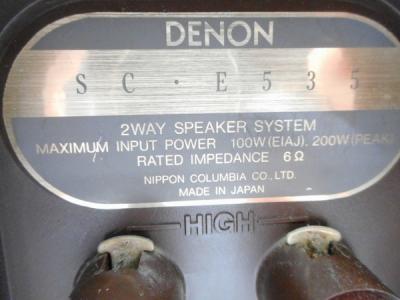 DENON
SC・E535
2WAY SPEAKER SYSTEM
MAXIMUM INPUT POWER 100W(EIAJ), 200W(PEAK)
RATED IMPEDANCE 6Ω
NIPPON COLUMBIA CO., LTD.
MADE IN JAPAN
HIGH